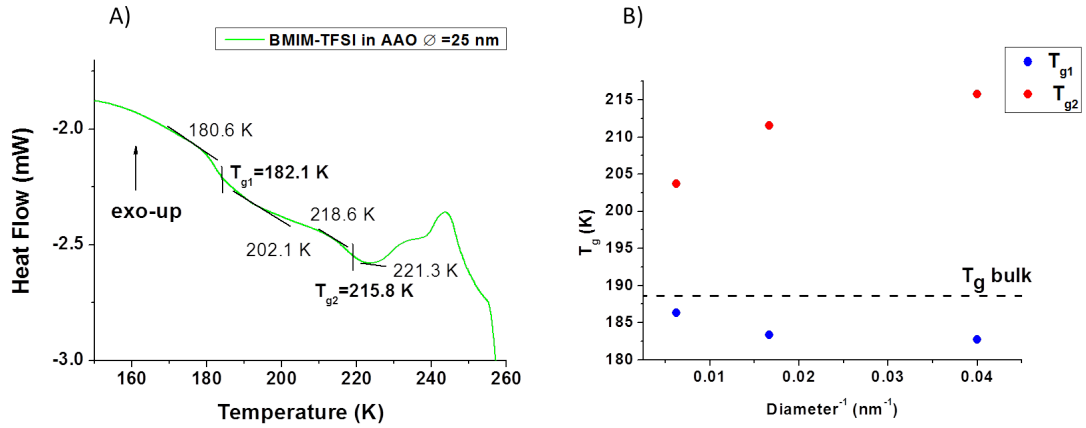 A)
BMIM-TFSI in AAO ∅ =25 nm
-2.0
-2.5
-3.0
Heat Flow (mW)
180.6 K
Tg1=182.1 K
exo-up
218.6 K
202.1 K
221.3 K
Tg2=215.8 K
160 180 200 220 240 260
Temperature (K)
B)
Tg1
Tg2
215
210
205
200
195
190
185
180
Tg (K)
Tg bulk
0.01 0.02 0.03 0.04
Diameter-1 (nm-1)